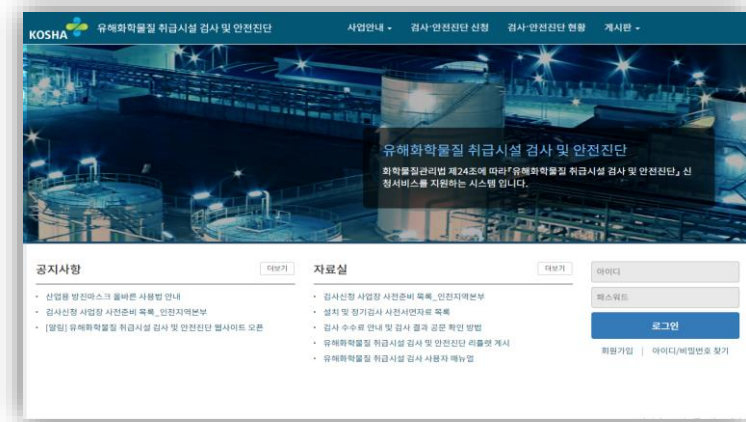 KOSHA 유해화학물질 취급시설 검사 및 안전진단
사업안내 검사·안전진단 신청 검사·안전진단 현황 게시판
유해화학물질 취급시설 검사 및 안전진단
화학물질관리법 제24조에 따라「유해화학물질 취급시설 검사 및 안전진단」 신
청서비스를 지원하는 시스템 입니다.
공지사항 더보기
산업용 방진마스크 올바른 사용법 안내
검사신청 사업장 사전준비 목록_인천지역본부
[알림] 유해화학물질 취급시설 검사 및 안전진단 웹사이트 오픈
자료실 더보기
검사신청 사업장 사전준비 목록_인천지역본부
설치 및 정기검사 사전서면자료 목록
검사 수수료 안내 및 검사 결과 공문 확인 방법
유해화학물질 취급시설 검사 및 안전진단 리플렛 게시
유해화학물질 취급시설 검사 사용자 매뉴얼
아이디
패스워드
로그인
회원가입 | 아이디/비밀번호 찾기